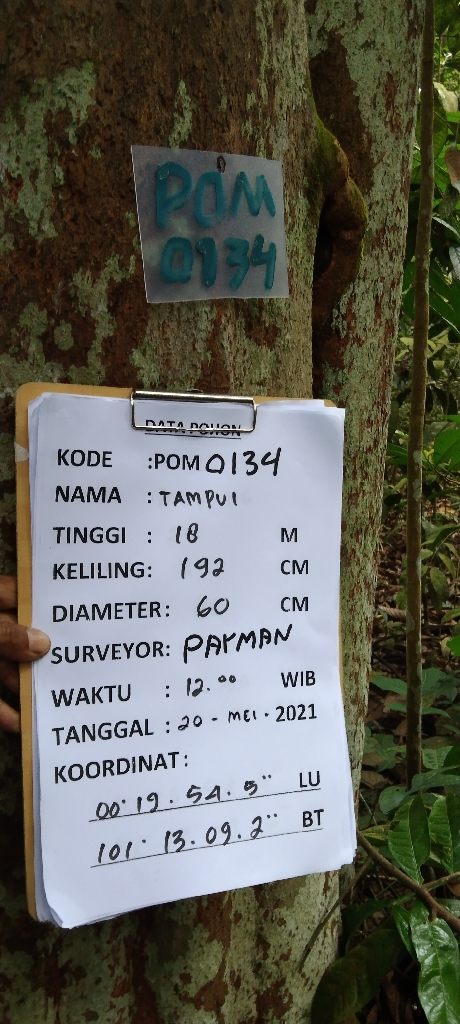 POM
0134
DATA POHON
KODE :POM 0134
NAMA : TAMPUI
TINGGI : 18 M
KELILING: 192 CM
DIAMETER: 60 CM
SURVEYOR: PAYMAN
WAKTU : 12.00 WIB
TANGGAL : 20 - MEI - 2021
KOORDINAT:
00° 19. 54. 5" LU
101° 13. 09. 2" BT